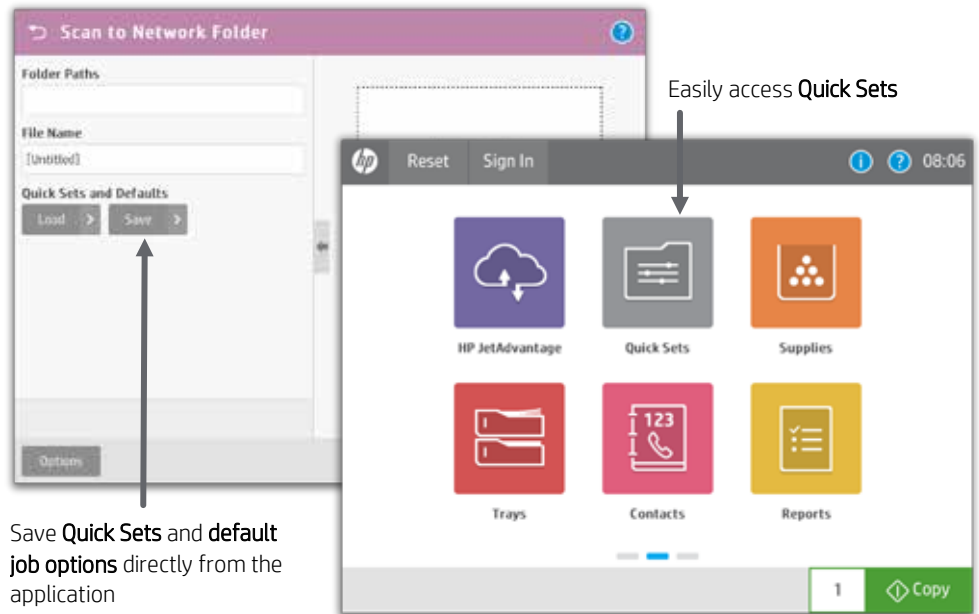 Scan to Network Folder
?
Folder Paths
File Name
[Untitled]
Quick Sets and Defaults
Load > Save >
Options
Save Quick Sets and default
job options directly from the
application
Easily access Quick Sets
hp Reset Sign In i ? 08:06
HP JetAdvantage Quick Sets Supplies
123
Trays Contacts Reports
1 Copy